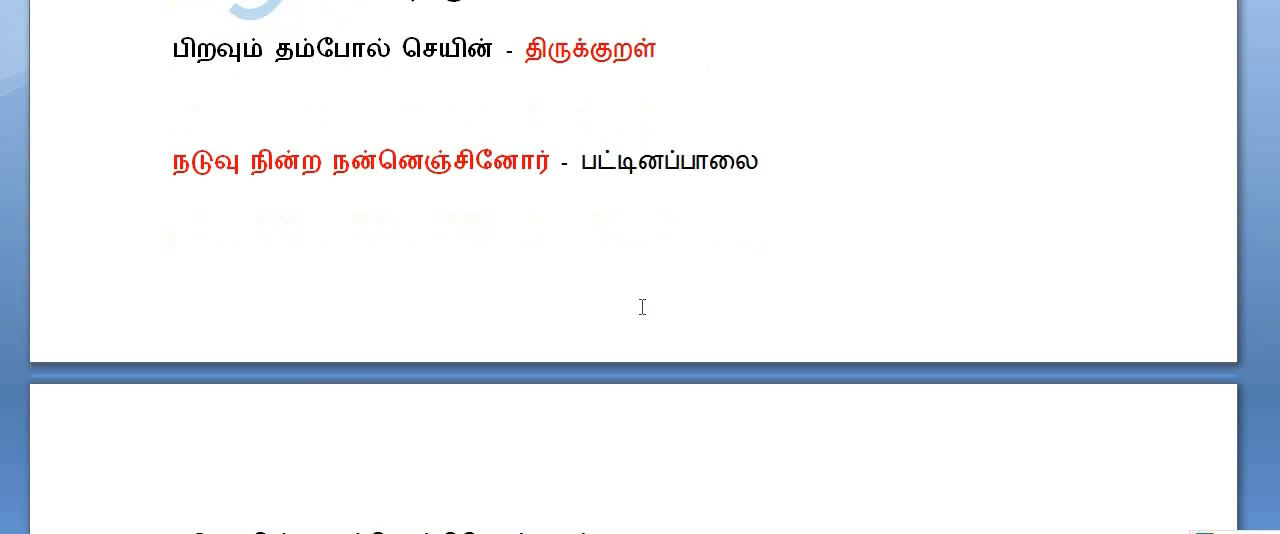 பிறவும் தம்போல் செயின் - திருக்குறள்
நடுவு நின்ற நன்னெஞ்சினோர் - பட்டினப்பாலை